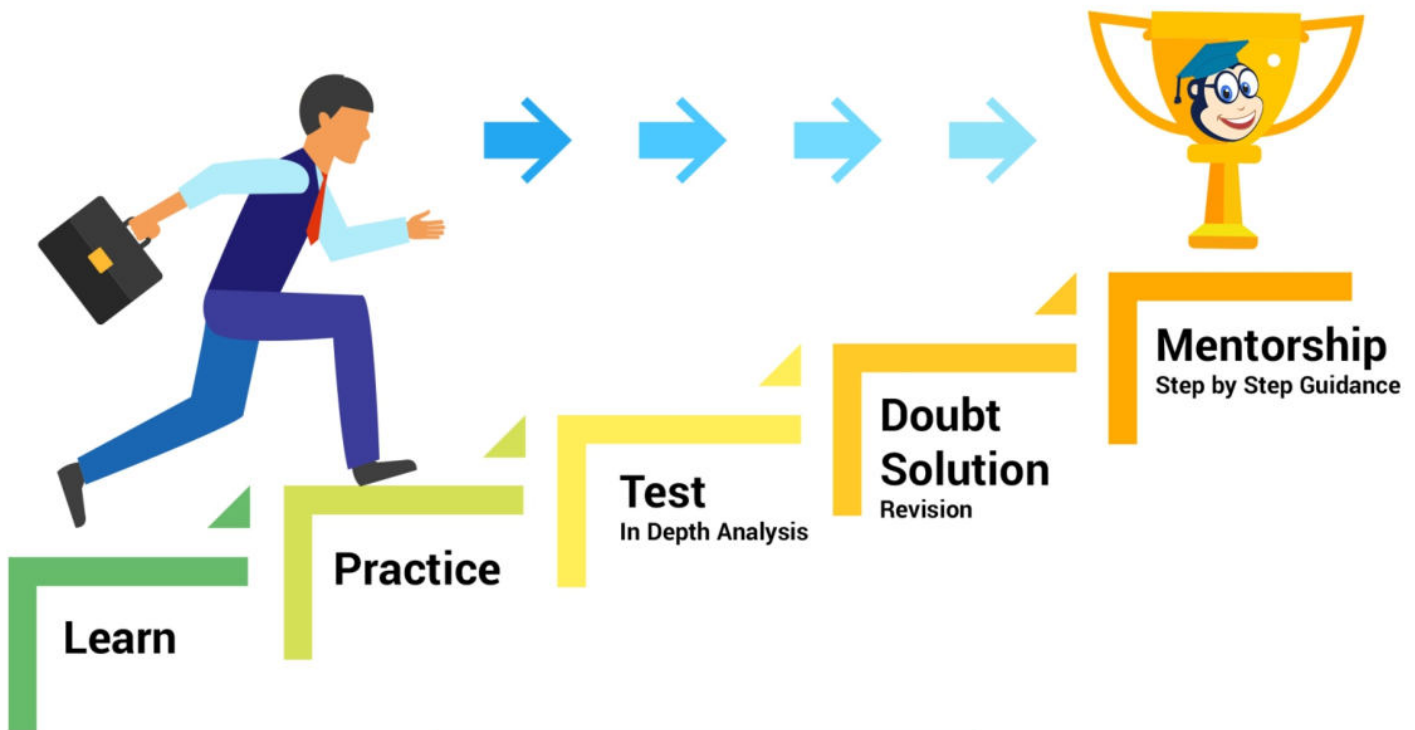 Learn
Practice
Test
In Depth Analysis
Doubt
Solution
Revision
Mentorship
Step by Step Guidance